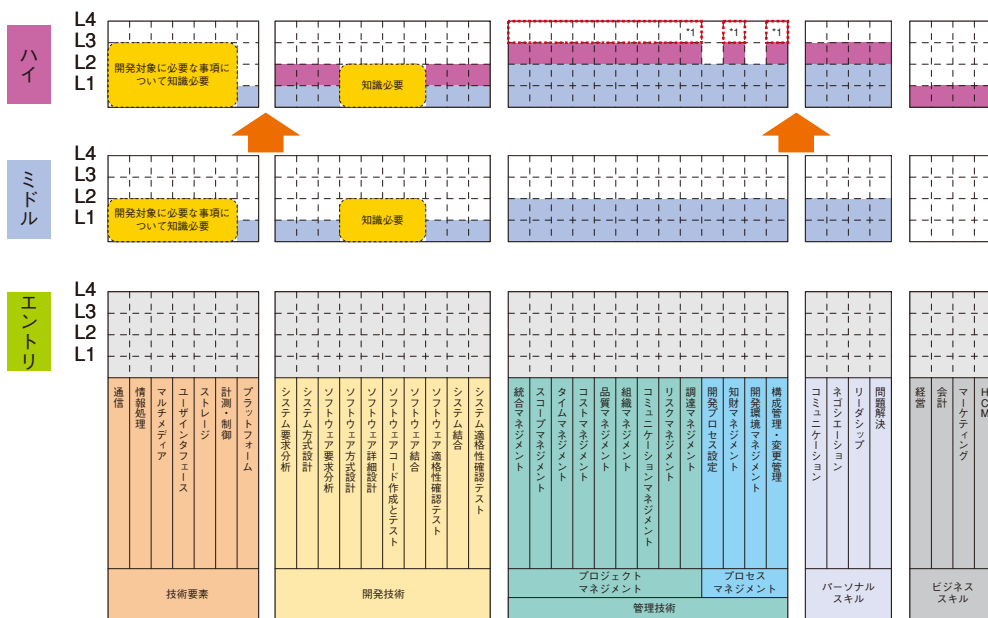 ハイ
L4
L3
L2
L1
開発対象に必要な事項に
ついて知識必要
知識必要
*1
*1
*1
ミドル
L4
L3
L2
L1
開発対象に必要な事項に
ついて知識必要
知識必要
エントリ
L4
L3
L2
L1
通信
情報処理
マルチメディア
ユーザインタフェース
ストレージ
計測・制御
プラットフォーム
システム要求分析
システム方式設計
ソフトウェア要求分析
ソフトウェア方式設計
ソフトウェア詳細設計
ソフトウェアコード作成とテスト
ソフトウェア結合
ソフトウェア適格性確認テスト
システム結合
システム適格性確認テスト
統合マネジメント
スコープマネジメント
タイムマネジメント
コストマネジメント
品質マネジメント
組織マネジメント
コミュニケーションマネジメント
リスクマネジメント
調達マネジメント
開発プロセス設定
知財マネジメント
開発環境マネジメント
構成管理・変更管理
コミュニケーション
ネゴシエーション
リーダシップ
問題解決
経営
会計
マーケティング
HCM
技術要素
開発技術
プロジェクト
マネジメント
プロセス
マネジメント
管理技術
パーソナル
スキル
ビジネス
スキル